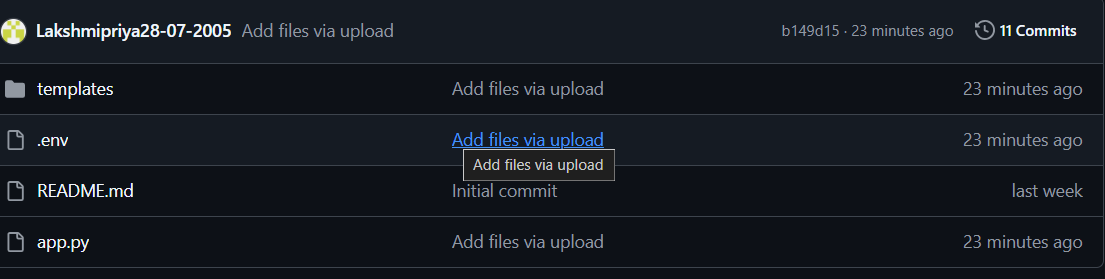 Lakshmipriya28-07-2005 Add files via upload b149d15 · 23 minutes ago 11 Commits
templates Add files via upload 23 minutes ago
.env Add files via upload 23 minutes ago
Add files via upload
README.md Initial commit last week
app.py Add files via upload 23 minutes ago